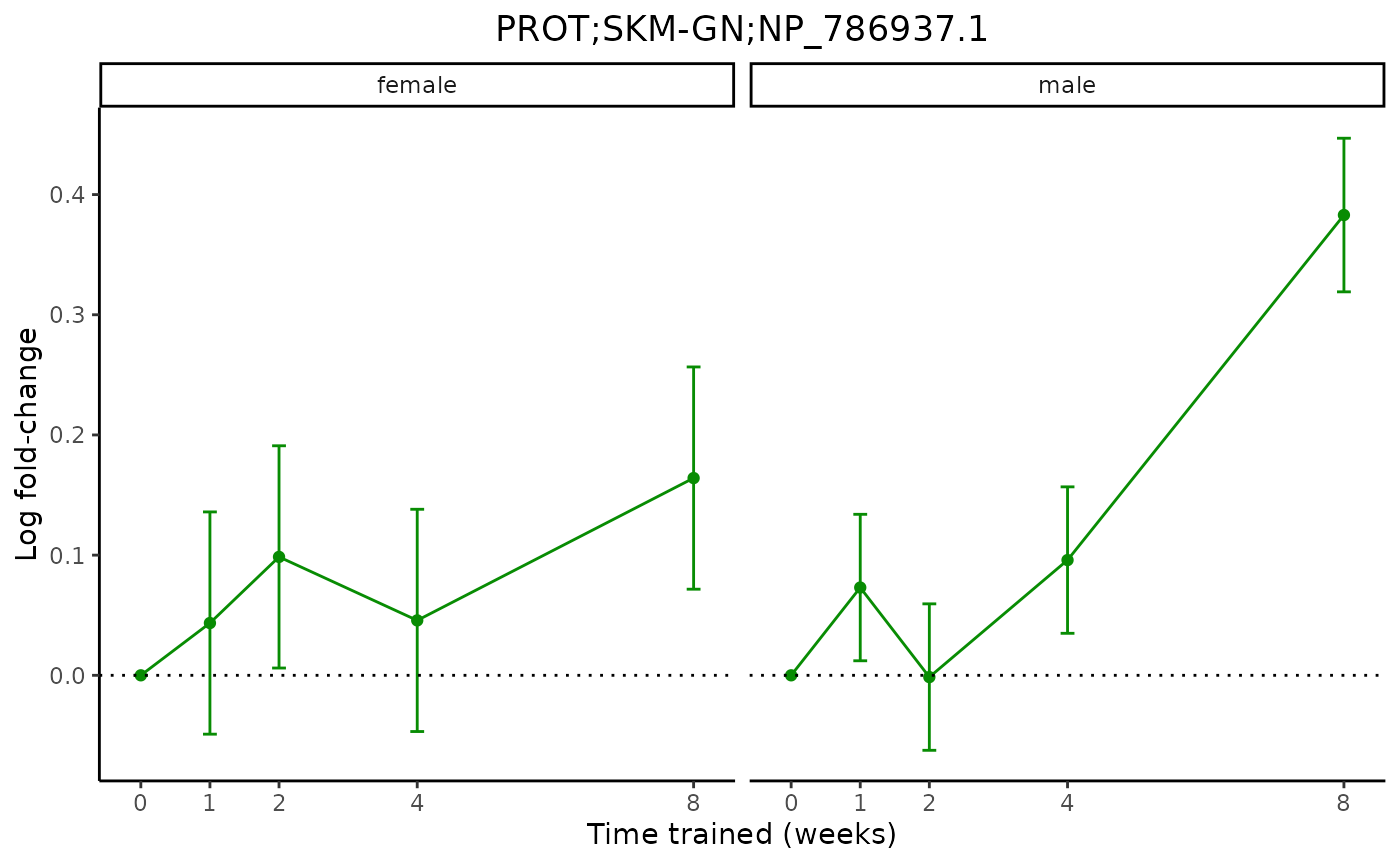 PROT;SKM-GN;NP_786937.1
female male
Log fold-change
0.4
0.3
0.2
0.1
0.0
0 1 2 4 8 0 1 2 4 8
Time trained (weeks)